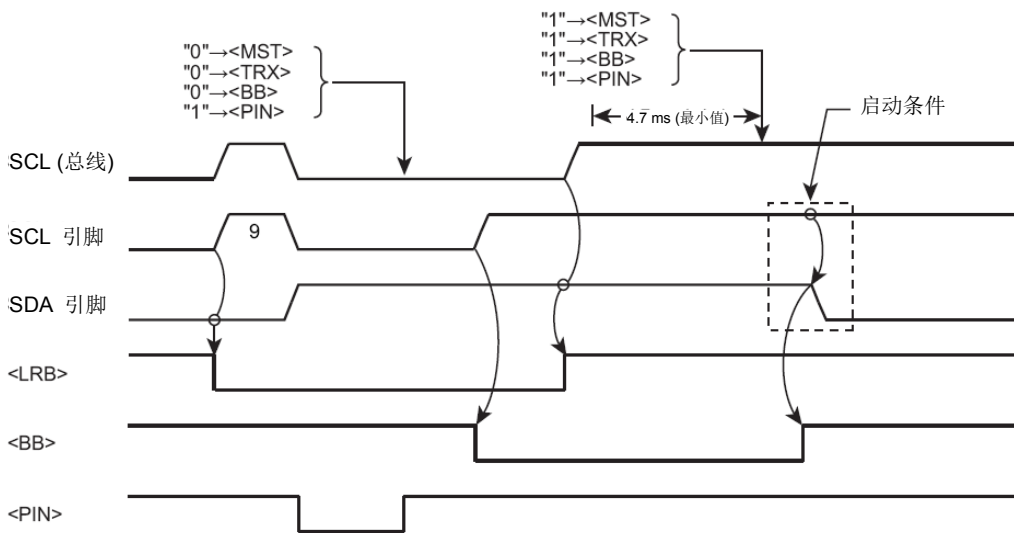 "0"→<MST>
"0"→<TRX>
"0"→<BB>
"1"→<PIN>
"1"→<MST>
"1"→<TRX>
"1"→<BB>
"1"→<PIN>
4.7 ms (最小值)
启动条件
SCL (总线)
SCL 引脚
9
SDA 引脚
<LRB>
<BB>
<PIN>